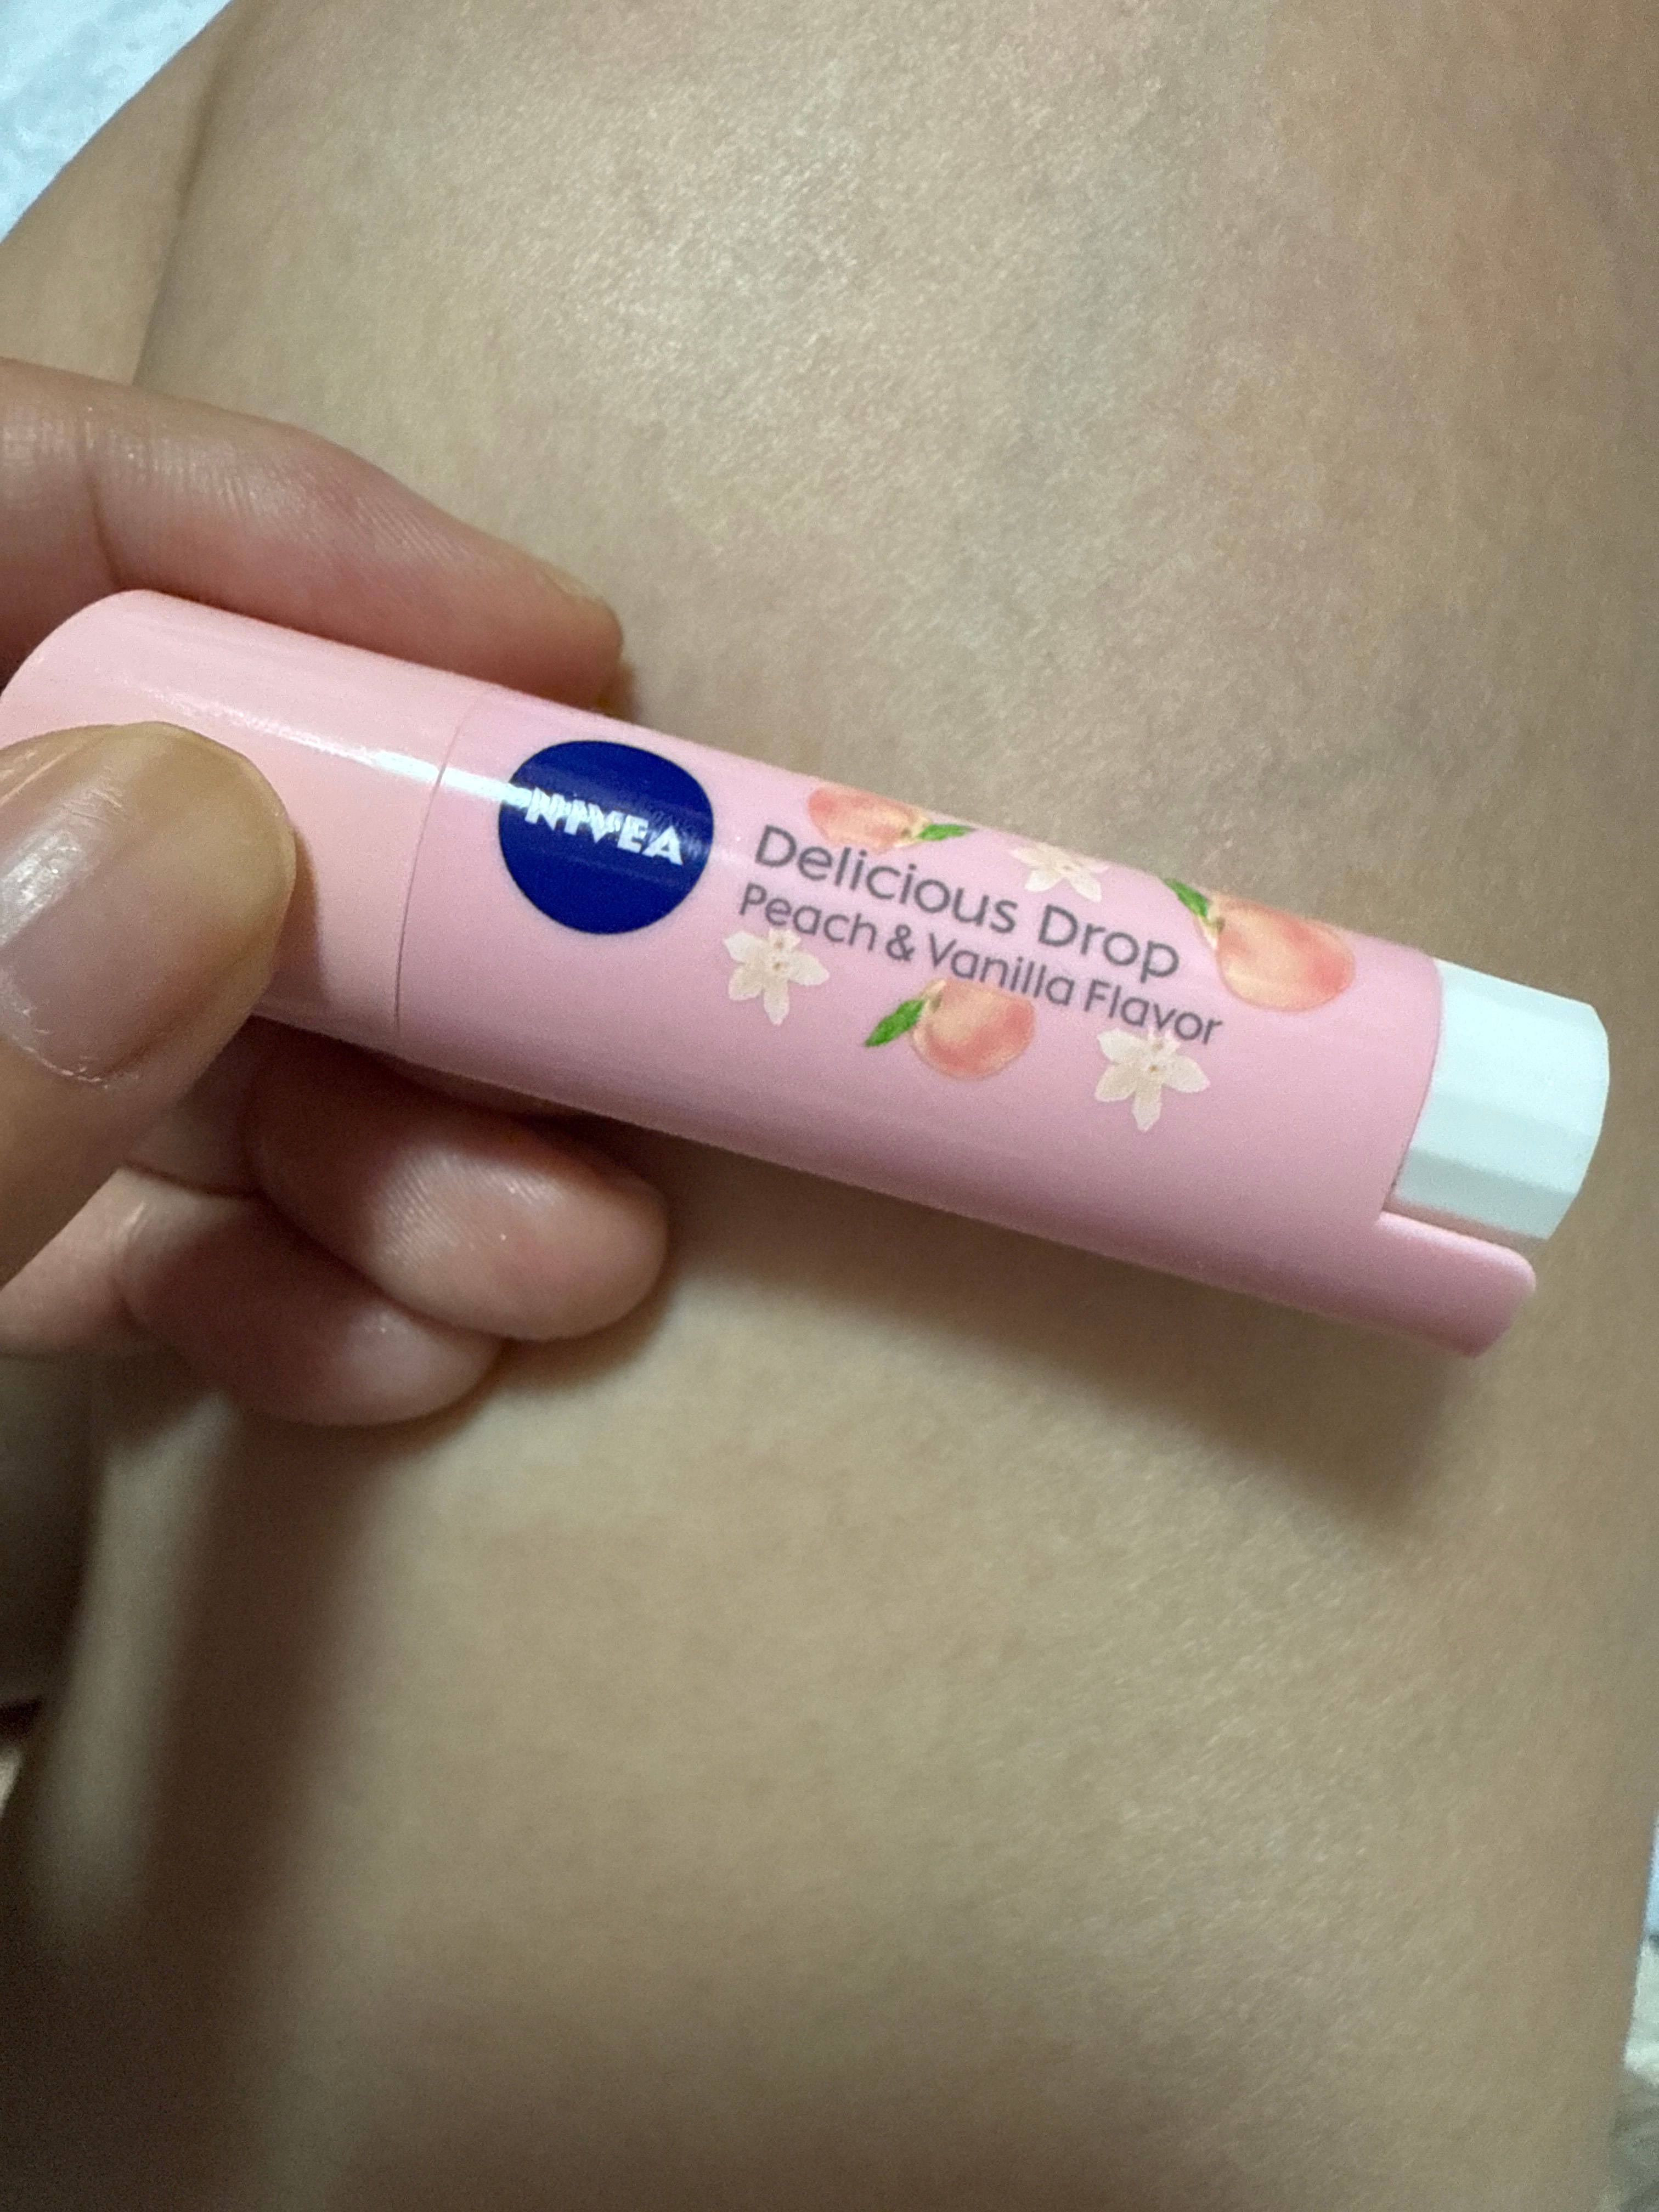 NIVEA
Delicious Drop
Peach & Vanilla Flavor